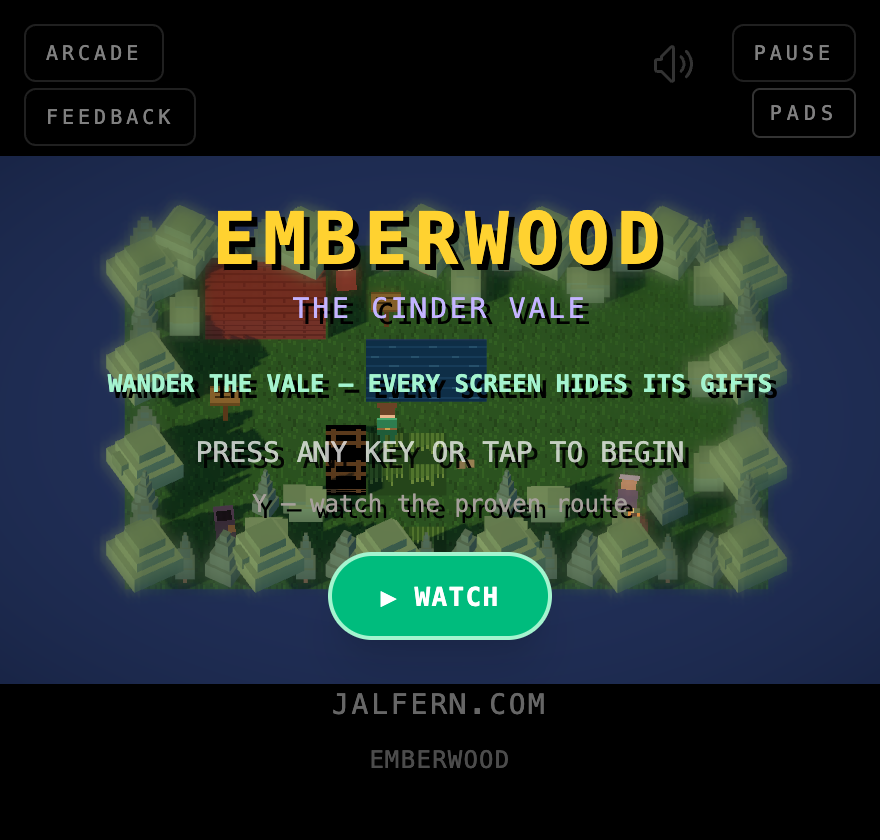 ARCADE
PAUSE
FEEDBACK
PADS
EMBERWOOD
THE CINDER VALE
WANDER THE VALE — EVERY SCREEN HIDES ITS GIFTS
PRESS ANY KEY OR TAP TO BEGIN
Y — watch the proven route
▶ WATCH
JALFERN.COM
EMBERWOOD